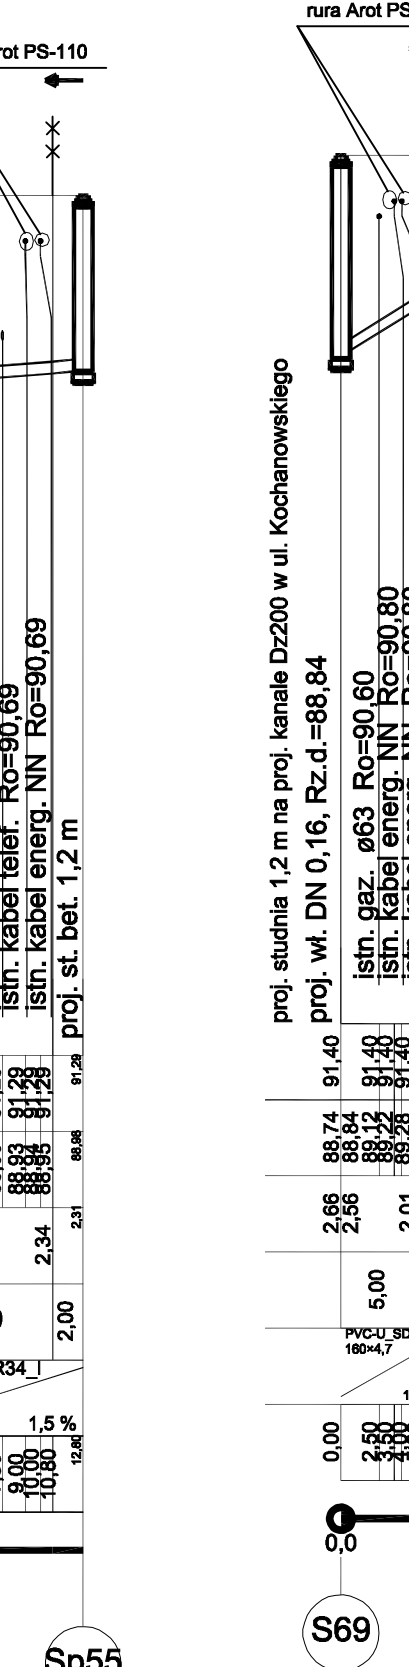 rot PS-110
istn. kabel telef. Ro=90,69
istn. kabel energ. NN Ro=90,69
proj. st. bet. 1,2 m
91,29
91,29
91,29
91,29
88,93
88,94
88,95
88,98
2,34
2,31
2,00
R34_I
1,5 %
9,00
10,00
10,80
12,80
Sp55
rura Arot PS
proj. studnia 1,2 m na proj. kanale Dz200 w ul. Kochanowskiego
proj. wł. DN 0,16, Rz.d.=88,84
istn. gaz. ø63 Ro=90,60
istn. kabel energ. NN Ro=90,80
91,40
91,40
91,40
91,40
88,74
88,84
89,12
89,22
89,28
2,66
2,56
2,01
5,00
PVC-U_SD
160×4,7
0,00
2,50
3,50
0,0
S69